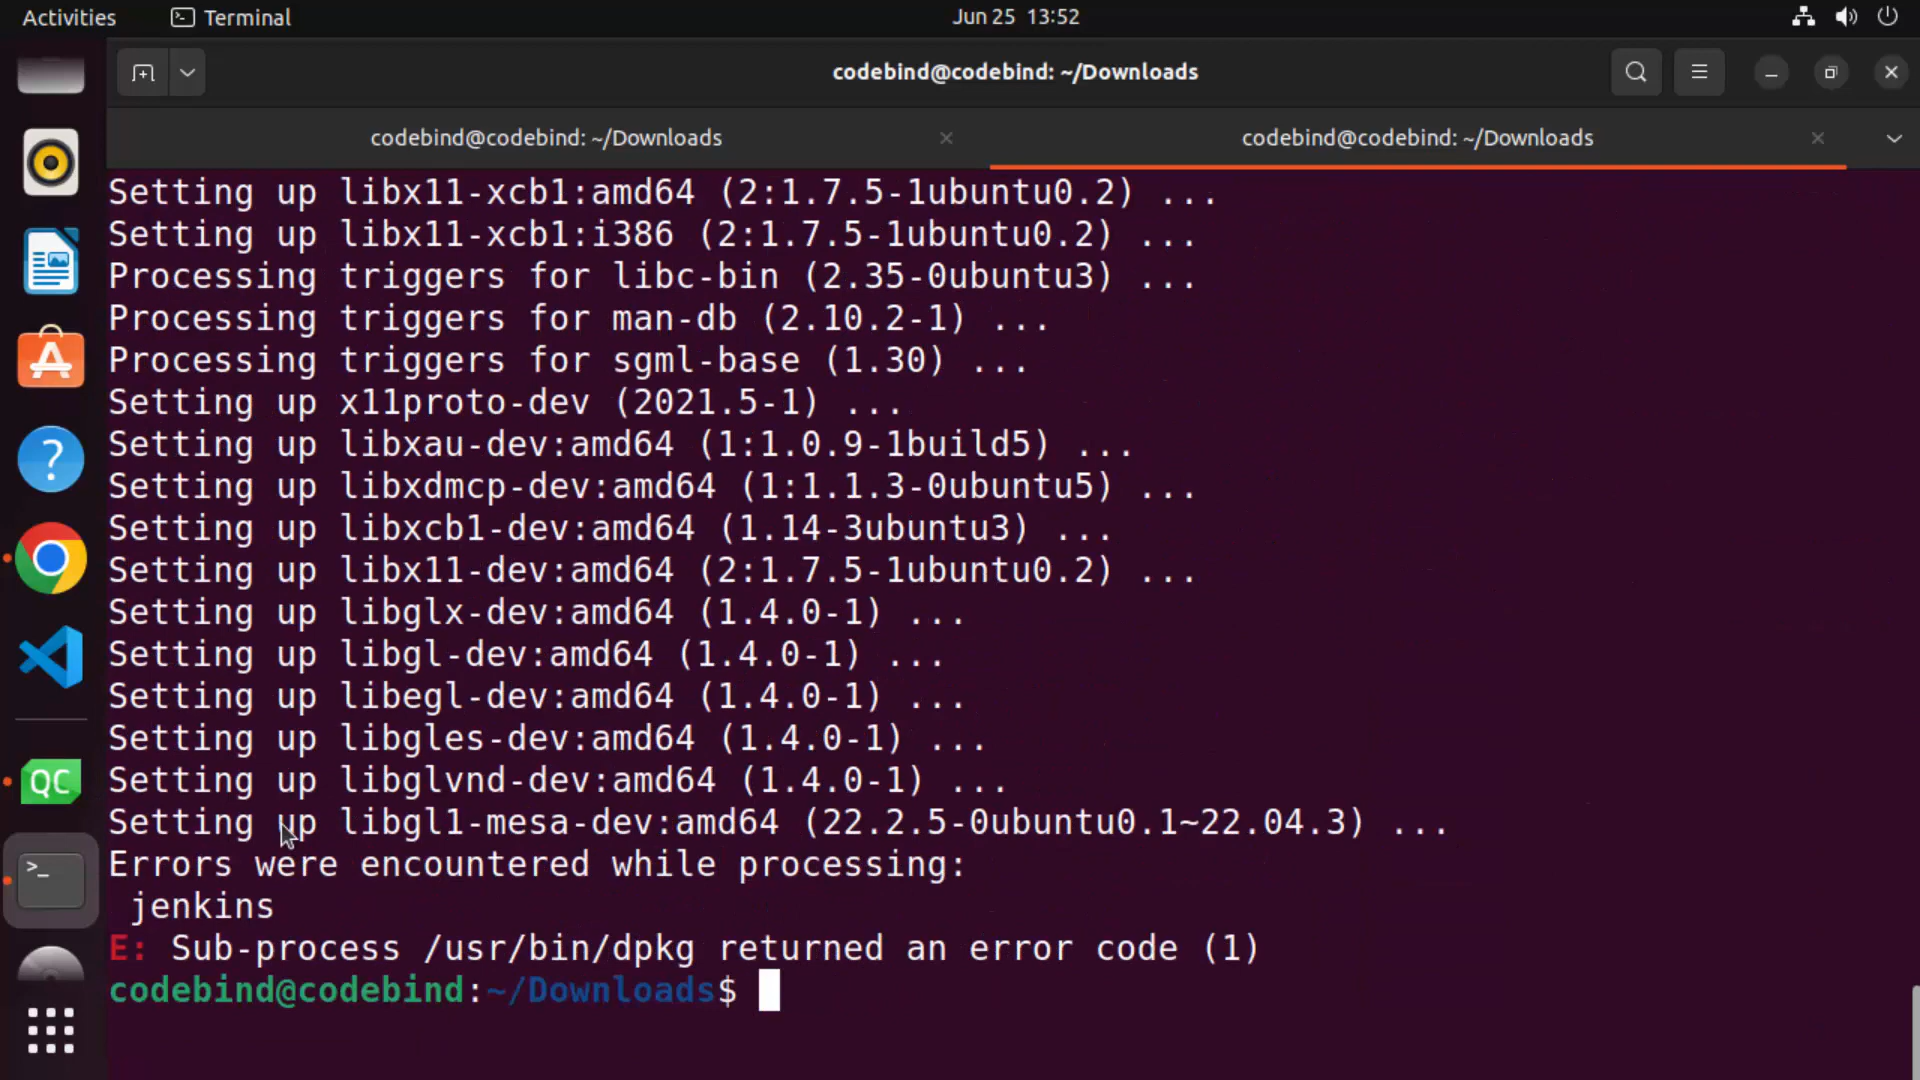 Activities Terminal Jun 25 13:52
codebind@codebind: ~/Downloads
codebind@codebind: ~/Downloads codebind@codebind: ~/Downloads
Setting up libx11-xcb1:amd64 (2:1.7.5-1ubuntu0.2) ...
Setting up libx11-xcb1:i386 (2:1.7.5-1ubuntu0.2) ...
Processing triggers for libc-bin (2.35-0ubuntu3) ...
Processing triggers for man-db (2.10.2-1) ...
Processing triggers for sgml-base (1.30) ...
Setting up x11proto-dev (2021.5-1) ...
Setting up libxau-dev:amd64 (1:1.0.9-1build5) ...
Setting up libxdmcp-dev:amd64 (1:1.1.3-0ubuntu5) ...
Setting up libxcb1-dev:amd64 (1.14-3ubuntu3) ...
Setting up libx11-dev:amd64 (2:1.7.5-1ubuntu0.2) ...
Setting up libglx-dev:amd64 (1.4.0-1) ...
Setting up libgl-dev:amd64 (1.4.0-1) ...
Setting up libegl-dev:amd64 (1.4.0-1) ...
Setting up libgles-dev:amd64 (1.4.0-1) ...
Setting up libglvnd-dev:amd64 (1.4.0-1) ...
Setting up libgl1-mesa-dev:amd64 (22.2.5-0ubuntu0.1~22.04.3) ...
Errors were encountered while processing:
jenkins
E: Sub-process /usr/bin/dpkg returned an error code (1)
codebind@codebind:~/Downloads$
QC